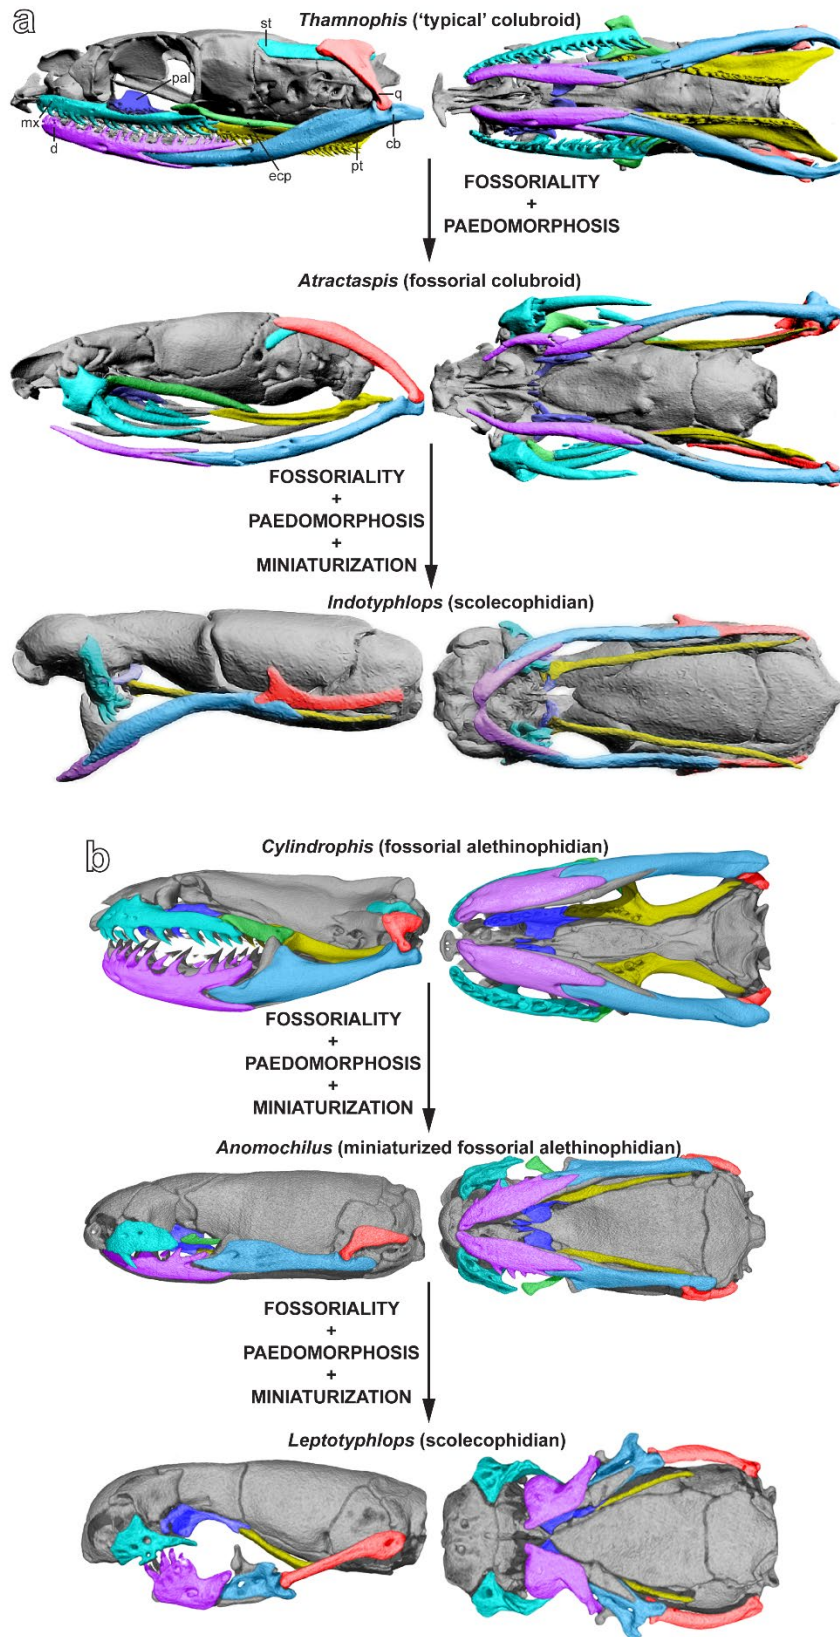 a
Thamnophis (‘typical’ colubroid)
st
pal
q
mx
d
ecp
pt
cb
FOSSORIALITY
+
PAEDOMORPHOSIS
Atractaspis (fossorial colubroid)
FOSSORIALITY
+
PAEDOMORPHOSIS
+
MINIATURIZATION
Indotyphlops (scolecophidian)
b
Cylindrophis (fossorial alethinophidian)
FOSSORIALITY
+
PAEDOMORPHOSIS
+
MINIATURIZATION
Anomochilus (miniaturized fossorial alethinophidian)
FOSSORIALITY
+
PAEDOMORPHOSIS
+
MINIATURIZATION
Leptotyphlops (scolecophidian)